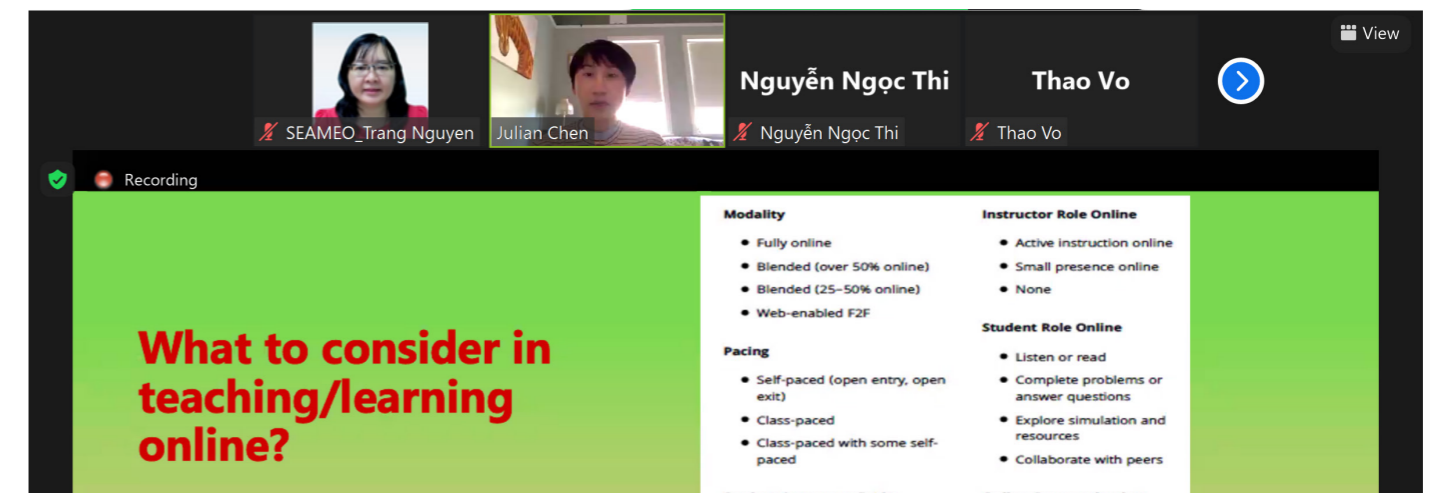 View
Nguyễn Ngọc Thi
Thao Vo
SEAMEO_Trang Nguyen
Julian Chen
Nguyễn Ngọc Thi
Thao Vo
Recording
What to consider in
teaching/learning
online?
Modality
● Fully online
● Blended (over 50% online)
● Blended (25–50% online)
● Web-enabled F2F
Pacing
● Self-paced (open entry, open
exit)
● Class-paced
● Class-paced with some self-
paced
Instructor Role Online
● Active instruction online
● Small presence online
● None
Student Role Online
● Listen or read
● Complete problems or
answer questions
● Explore simulation and
resources
● Collaborate with peers